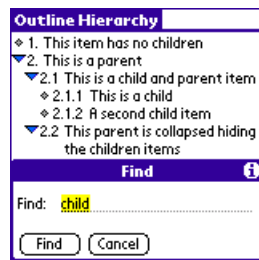 Outline Hierarchy
1. This item has no children
2. This is a parent
2.1 This is a child and parent item
2.1.1 This is a child
2.1.2 A second child item
2.2 This parent is collapsed hiding
the children items
Find
i
Find: child
Find Cancel